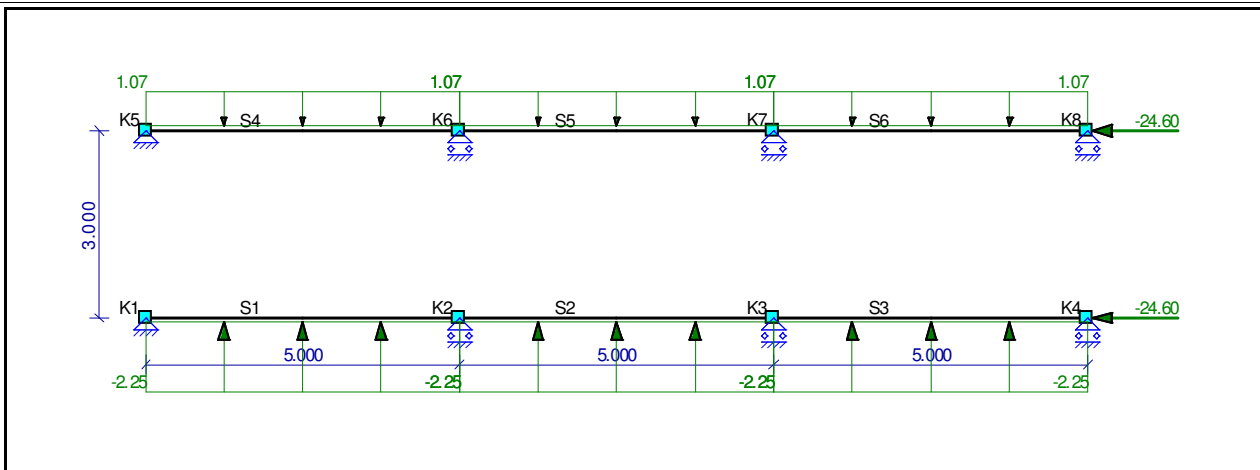 1.07 1.07 1.07 1.07
K5 S4 K6 S5 K7 S6 K8 -24.60
3.000
K1 S1 K2 S2 K3 S3 K4 -24.60
5.000 5.000 5.000
-2.25 -2.25 -2.25 -2.25